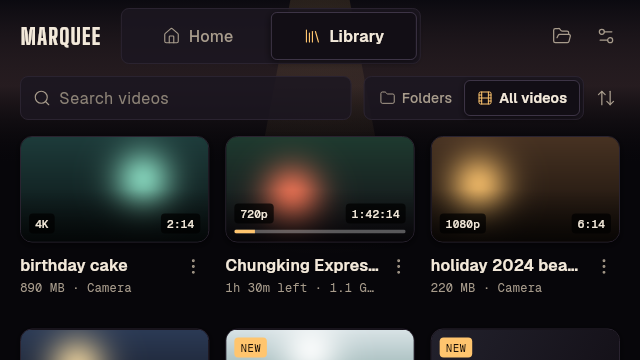 MARQUEE
Home
Library
Search videos
Folders
All videos
4K
2:14
720p
1:42:14
1080p
6:14
birthday cake
Chungking Expres…
holiday 2024 bea…
890 MB · Camera
1h 30m left · 1.1 G…
220 MB · Camera
NEW
NEW